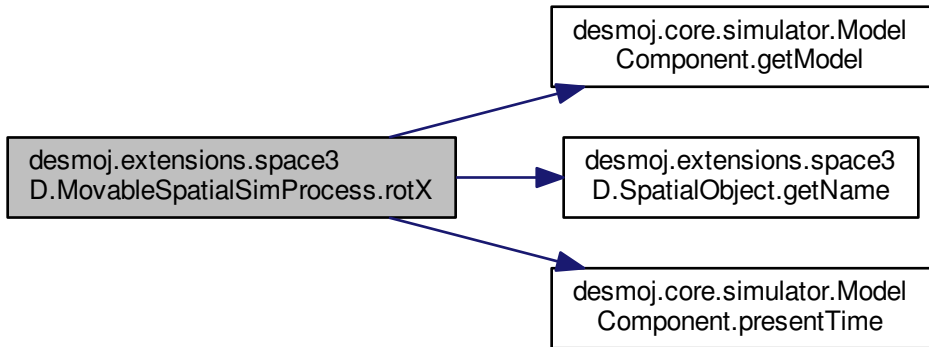 desmoj.core.simulator.Model
Component.getModel
desmoj.extensions.space3
D.MovableSpatialSimProcess.rotX
desmoj.extensions.space3
D.SpatialObject.getName
desmoj.core.simulator.Model
Component.presentTime